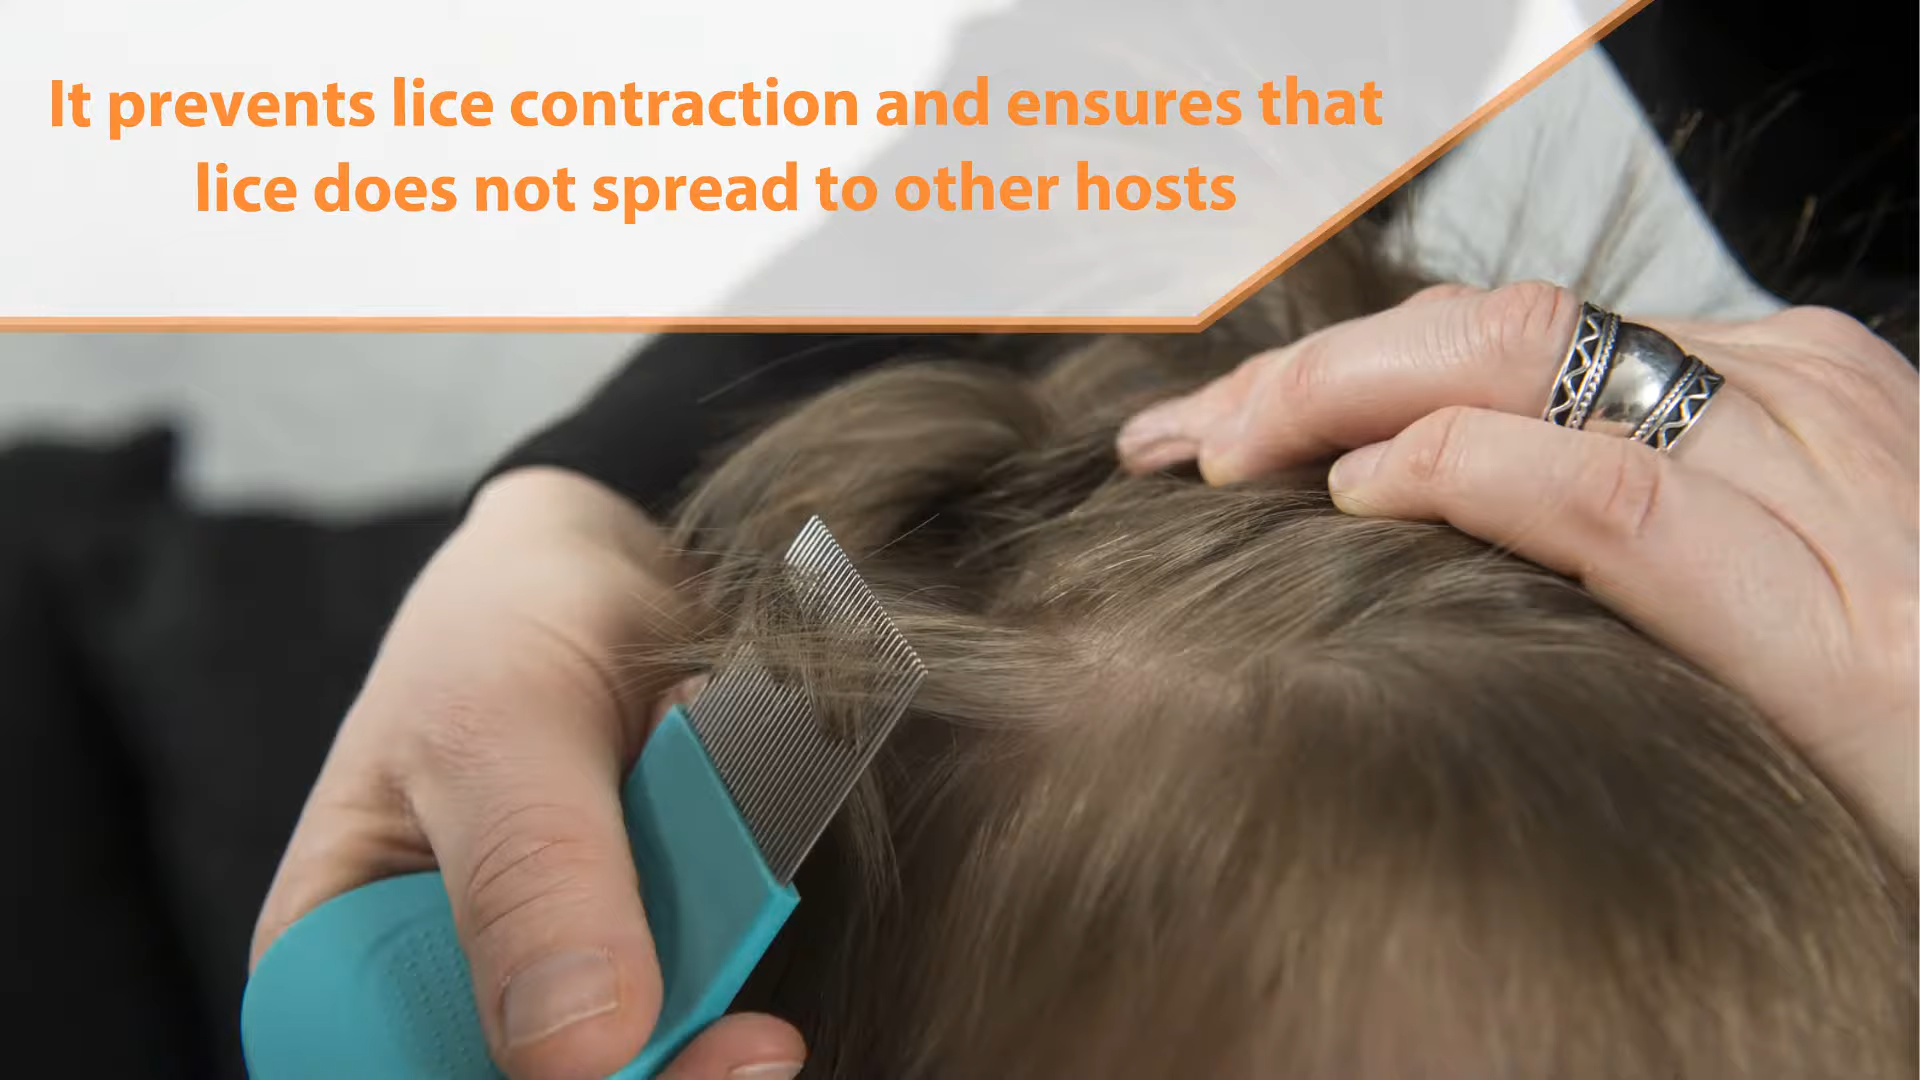 It prevents lice contraction and ensures that
lice does not spread to other hosts